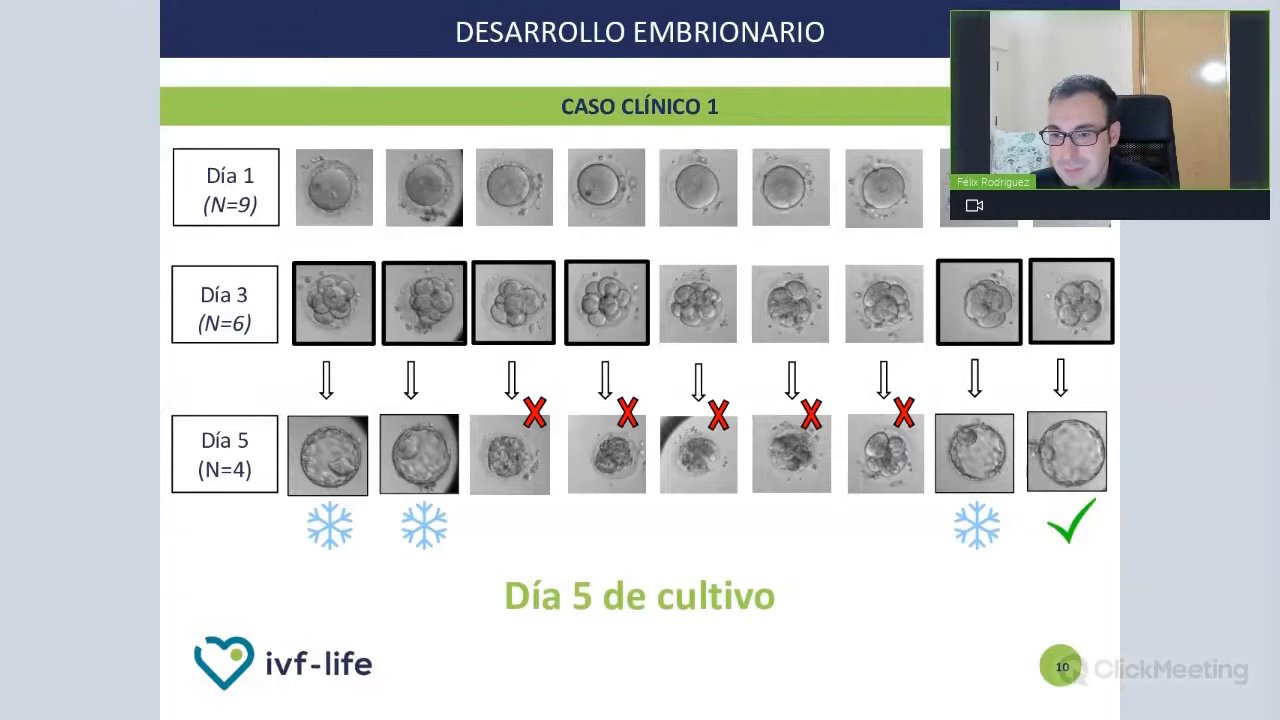 DESARROLLO EMBRIONARIO
CASO CLÍNICO 1
Félix Rodríguez
Día 1
(N=9)
Día 3
(N=6)
Día 5
(N=4)
Día 5 de cultivo
ivf-life
10
ClickMeeting